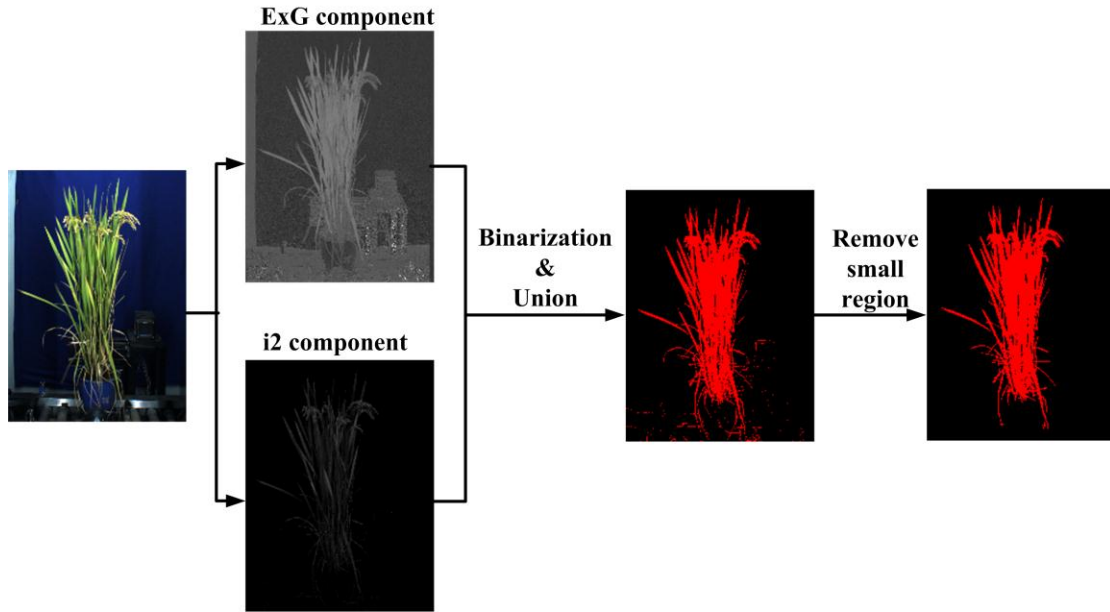 ExG component
i2 component
Binarization
&
Union
Remove
small
region